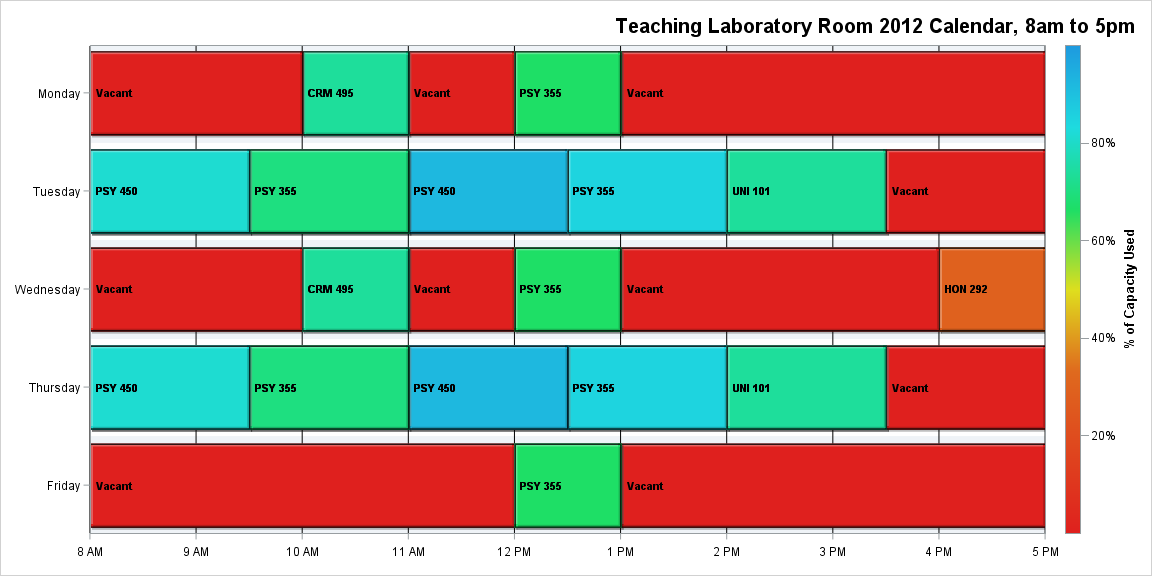 Teaching Laboratory Room 2012 Calendar, 8am to 5pm
Monday
Vacant
CRM 495
Vacant
PSY 355
Vacant
Tuesday
PSY 450
PSY 355
PSY 450
PSY 355
UNI 101
Vacant
Wednesday
Vacant
CRM 495
Vacant
PSY 355
Vacant
HON 292
Thursday
PSY 450
PSY 355
PSY 450
PSY 355
UNI 101
Vacant
Friday
Vacant
PSY 355
Vacant
8 AM
9 AM
10 AM
11 AM
12 PM
1 PM
2 PM
3 PM
4 PM
5 PM
80%
60%
40%
20%
% of Capacity Used